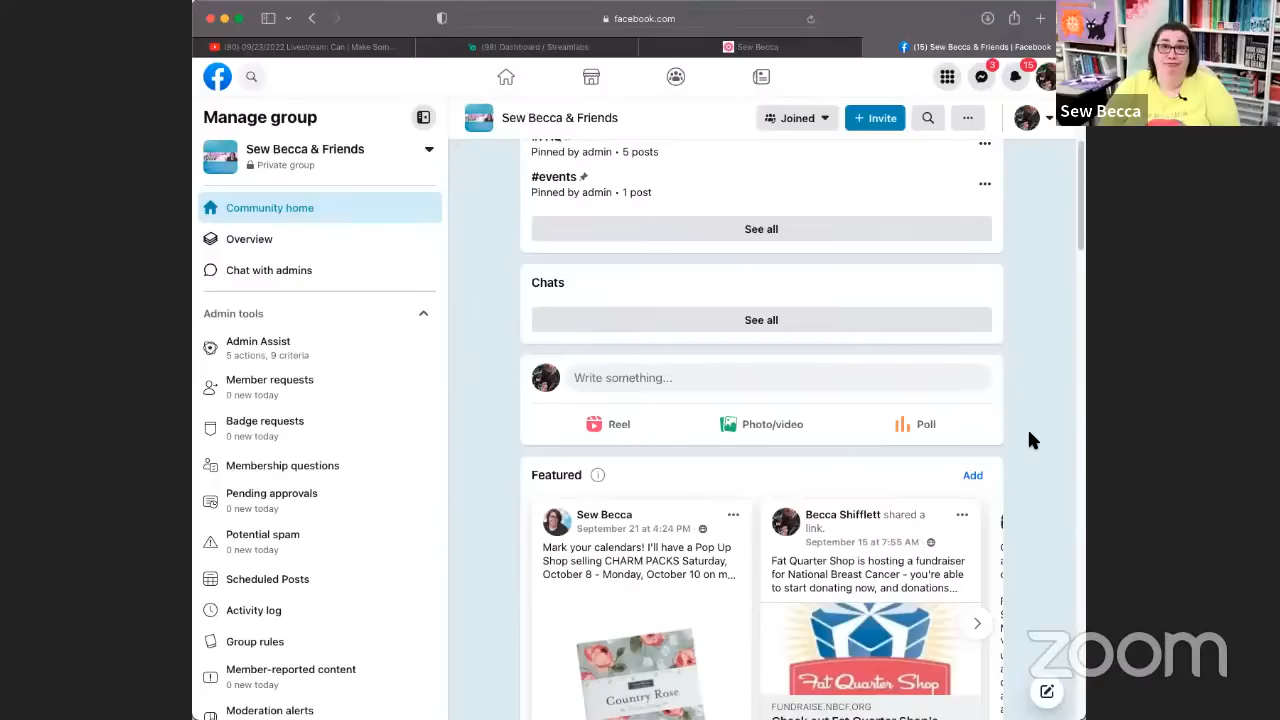 facebook.com
(80) 09/23/2022 Livestream: Can I Make Som...
(98) Dashboard / Streamlabs
Sew Becca
(15) Sew Becca & Friends | Facebook
3
15
Sew Becca
Manage group
Sew Becca & Friends
Private group
Community home
Overview
Chat with admins
Admin tools
Admin Assist
5 actions, 9 criteria
Member requests
0 new today
Badge requests
0 new today
Membership questions
Pending approvals
0 new today
Potential spam
0 new today
Scheduled Posts
Activity log
Group rules
Member-reported content
0 new today
Moderation alerts
Sew Becca & Friends
Joined
+ Invite
Pinned by admin • 5 posts
#events
Pinned by admin • 1 post
See all
Chats
See all
Write something...
Reel
Photo/video
Poll
Featured
Add
Sew Becca
September 21 at 4:24 PM
Mark your calendars! I'll have a Pop Up
Shop selling CHARM PACKS Saturday,
October 8 - Monday, October 10 on m...
Country Rose
Becca Shifflett shared a
link.
September 15 at 7:55 AM
Fat Quarter Shop is hosting a fundraiser
for National Breast Cancer - you're able
to start donating now, and donations...
Fat Quarter Shop
FUNDRAISE.NBCF.ORG
Check out Fat Quarter Shop's
zoom